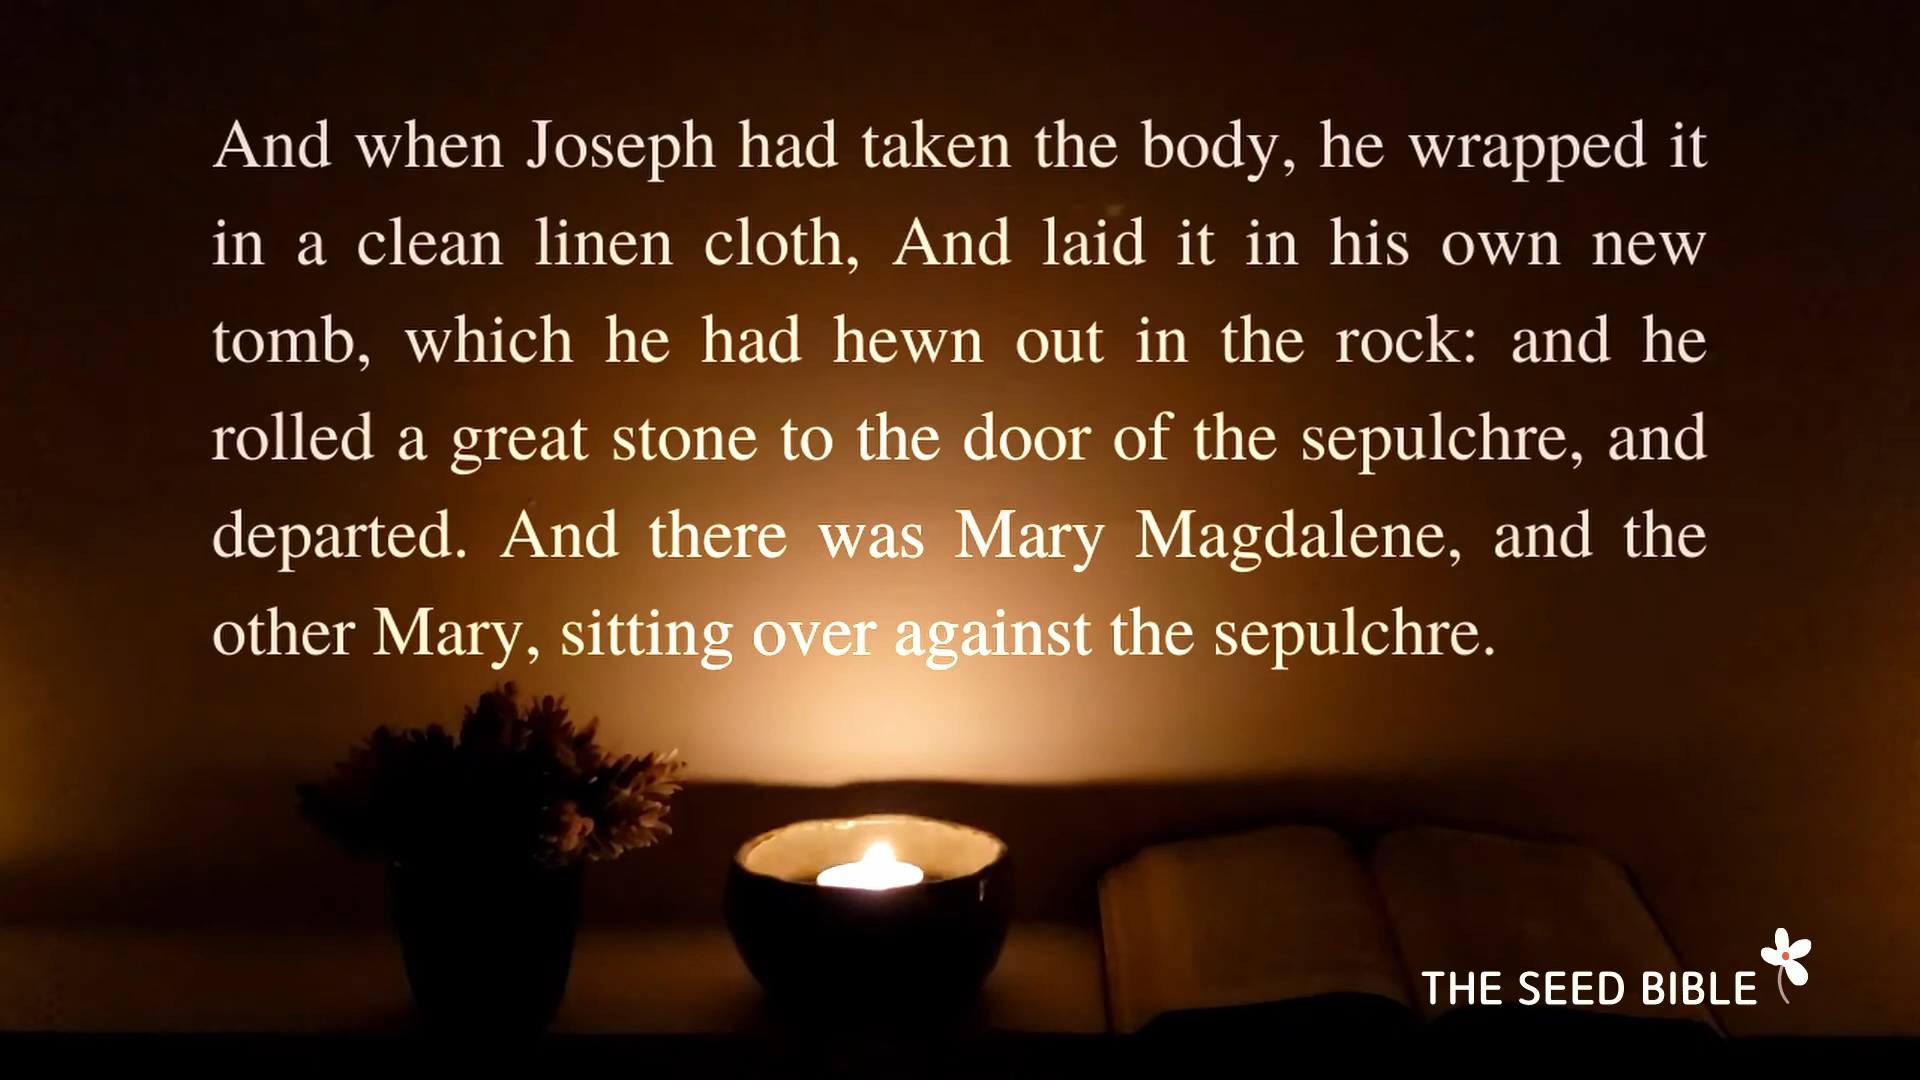 And when Joseph had taken the body, he wrapped it
in a clean linen cloth, And laid it in his own new
tomb, which he had hewn out in the rock: and he
rolled a great stone to the door of the sepulchre, and
departed. And there was Mary Magdalene, and the
other Mary, sitting over against the sepulchre.
THE SEED BIBLE